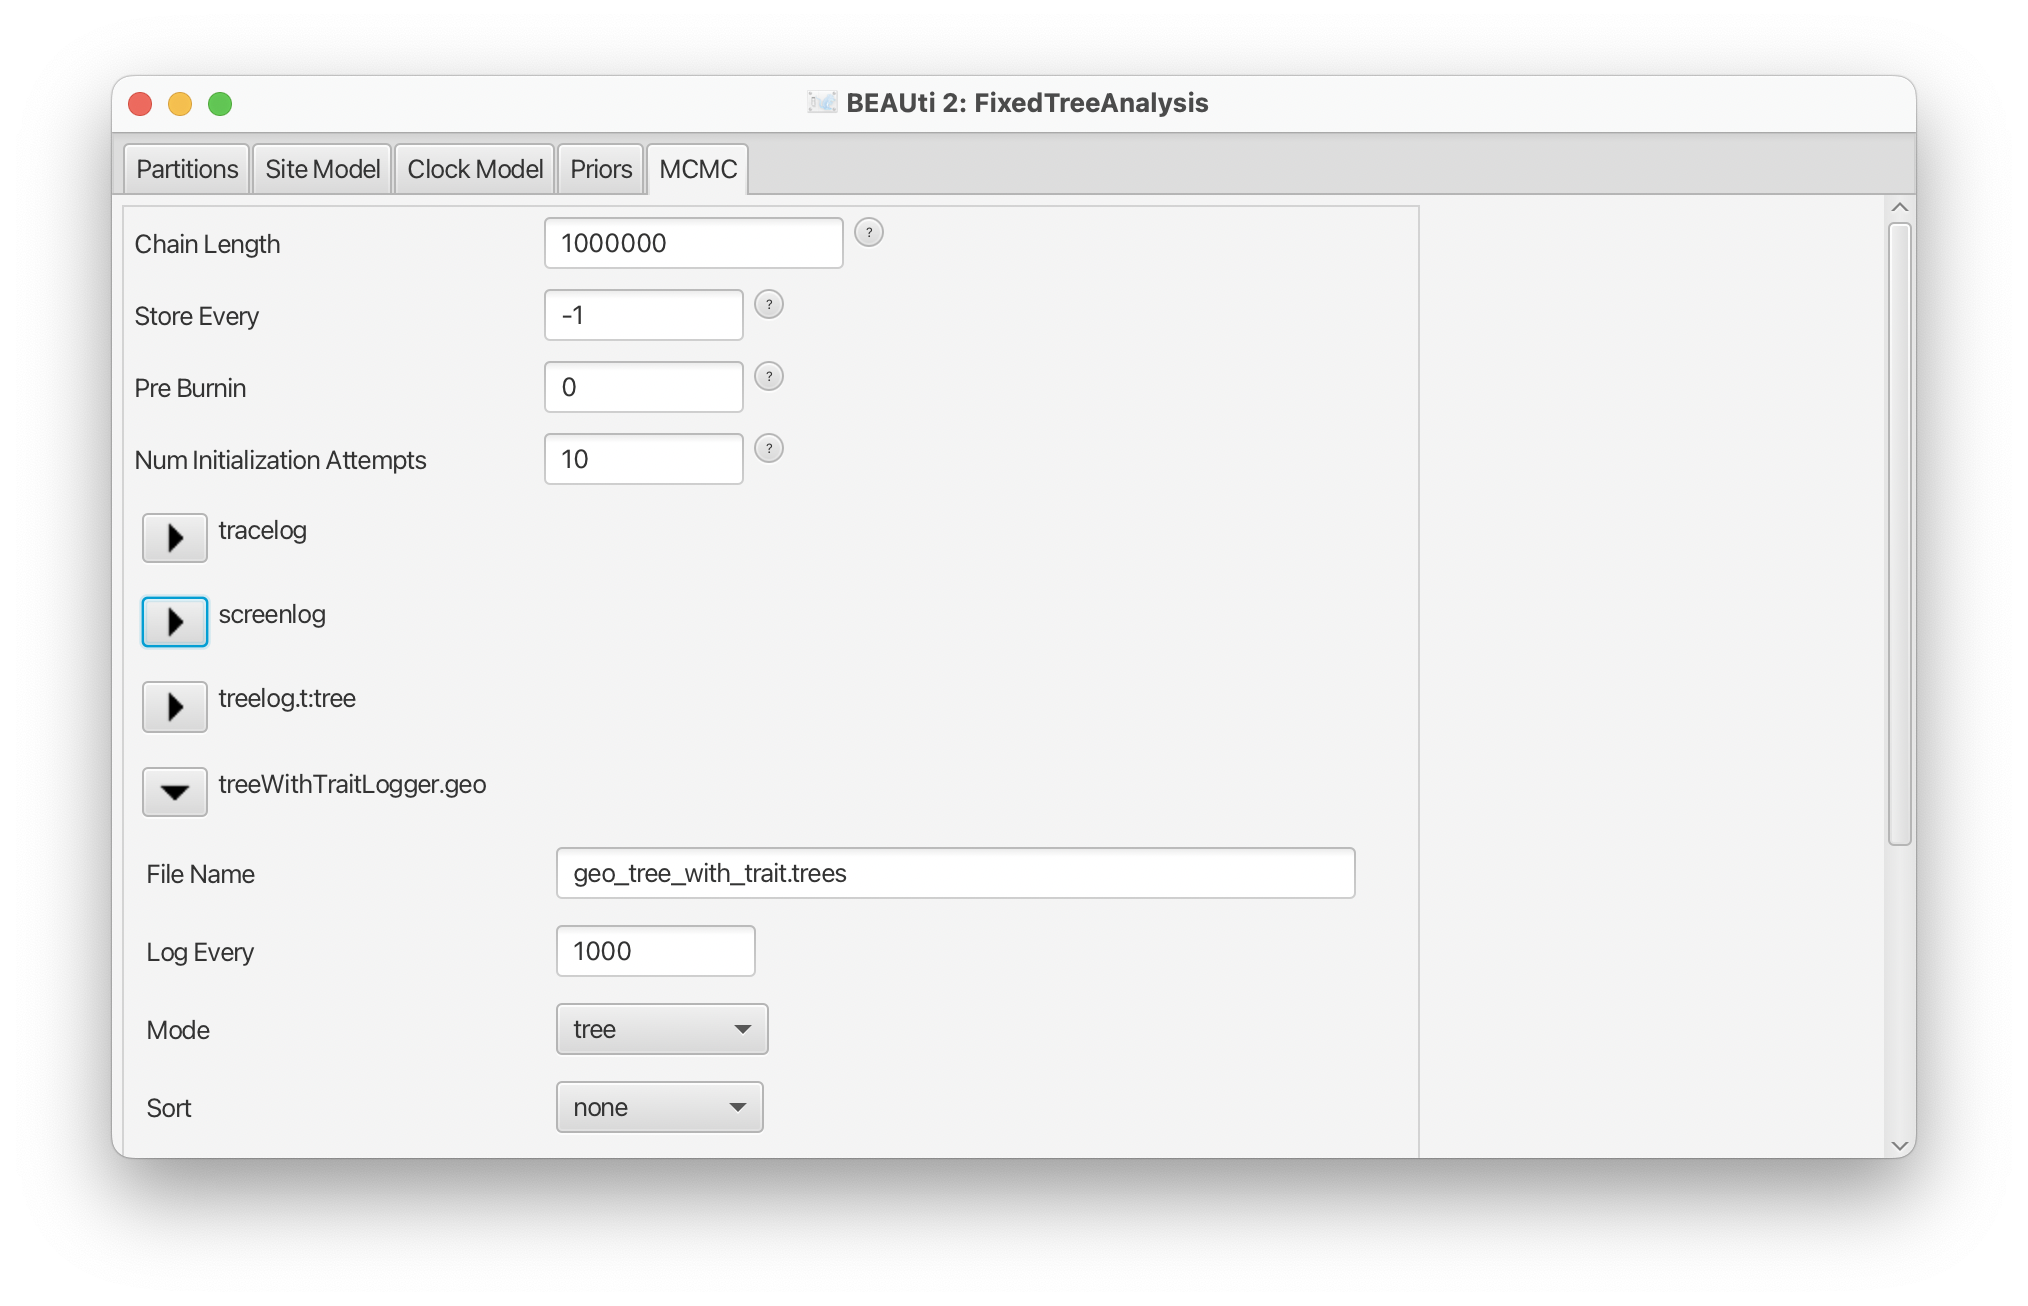 BEAUti 2: FixedTreeAnalysis
Partitions Site Model Clock Model Priors MCMC
Chain Length 1000000 ?
Store Every -1 ?
Pre Burnin 0 ?
Num Initialization Attempts 10 ?
tracelog
screenlog
treelog.t:tree
treeWithTraitLogger.geo
File Name geo_tree_with_trait.trees
Log Every 1000
Mode tree
Sort none